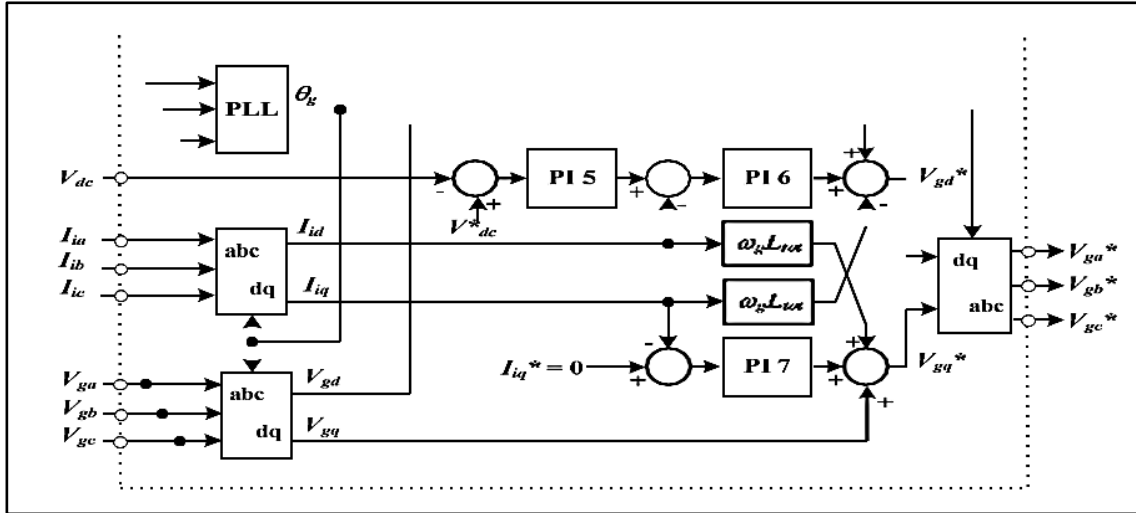 PLL
θg
Vdc
PI 5
PI 6
Vgd*
V*dc
Iia
Iib
Iic
abc
dq
Iid
Iiq
ωgLtot
ωgLtot
dq
abc
Vga*
Vgb*
Vgc*
Iiq* = 0
PI 7
Vgq*
Vga
Vgb
Vgc
abc
dq
Vgd
Vgq
- + + - + + - - + + + + +